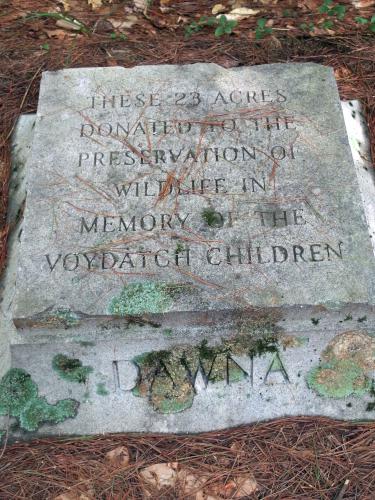 THESE 23 ACRES
DONATED TO THE
PRESERVATION OF
WILDLIFE IN
MEMORY OF THE
VOYDATCH CHILDREN
DAWNA